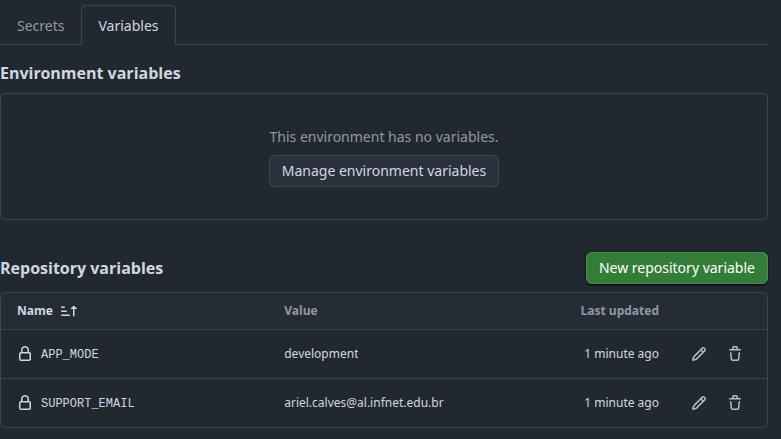 Secrets Variables
Environment variables
This environment has no variables.
Manage environment variables
Repository variables New repository variable
Name Value Last updated
APP_MODE development 1 minute ago
SUPPORT_EMAIL ariel.calves@al.infnet.edu.br 1 minute ago